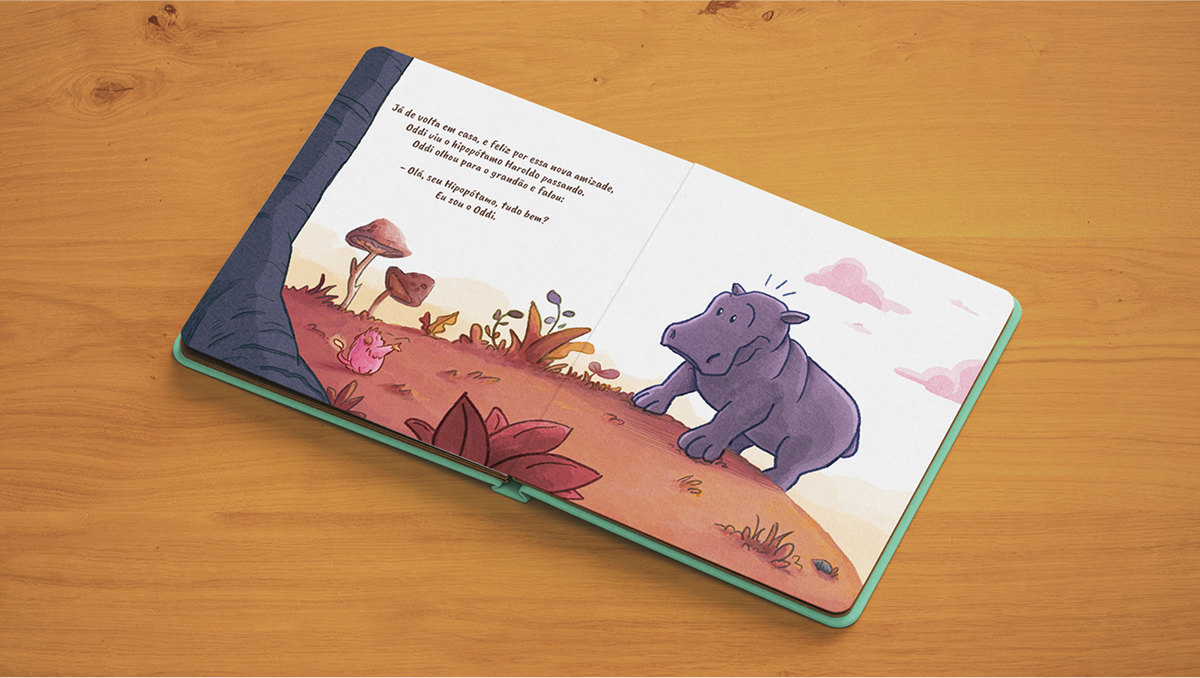 Já de volta em casa, e feliz por essa nova amizade,
Oddi viu o hipopótamo Haroldo passando.
Oddi olhou para o grandão e falou:
– Olá, seu Hipopótamo, tudo bem?
Eu sou o Oddi.